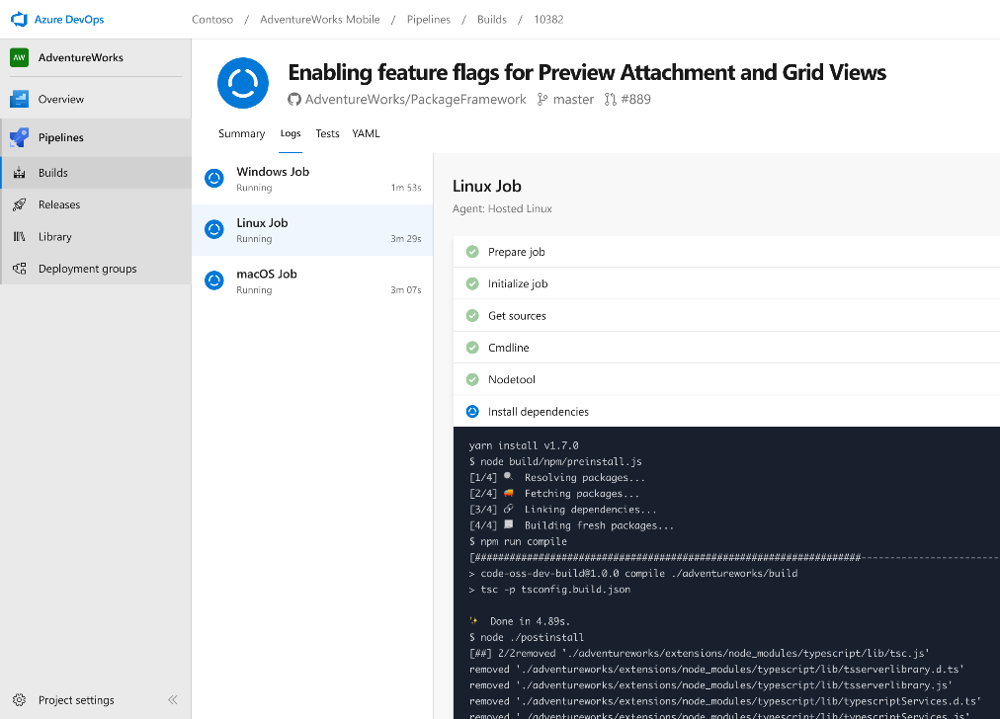 Azure DevOps
Contoso / AdventureWorks Mobile / Pipelines / Builds / 10382
AW AdventureWorks
Overview
Pipelines
Builds
Releases
Library
Deployment groups
Project settings
Enabling feature flags for Preview Attachment and Grid Views
AdventureWorks/PackageFramework master #889
Summary Logs Tests YAML
Windows Job
Running 1m 53s
Linux Job
Running 3m 29s
macOS Job
Running 3m 07s
Linux Job
Agent: Hosted Linux
Prepare job
Initialize job
Get sources
Cmdline
Nodetool
Install dependencies
yarn install v1.7.0
$ node build/npm/preinstall.js
[1/4] 🔍 Resolving packages...
[2/4] 🚚 Fetching packages...
[3/4] 🔗 Linking dependencies...
[4/4] 📃 Building fresh packages...
$ npm run compile
[###################################################################------------------------
> code-oss-dev-build@1.0.0 compile ./adventureworks/build
> tsc -p tsconfig.build.json
✨ Done in 4.89s.
$ node ./postinstall
[##] 2/2removed './adventureworks/extensions/node_modules/typescript/lib/tsc.js'
removed './adventureworks/extensions/node_modules/typescript/lib/tsserverlibrary.d.ts'
removed './adventureworks/extensions/node_modules/typescript/lib/tsserverlibrary.js'
removed './adventureworks/extensions/node_modules/typescript/lib/typescriptServices.d.ts'
removed './adventureworks/extensions/node_modules/typescript/lib/typescriptServices.js'